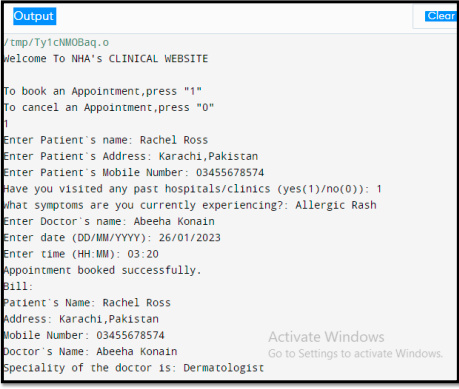 Output
Clear
/tmp/Ty1cNMOBaq.o
Welcome To NHA's CLINICAL WEBSITE
To book an Appointment,press "1"
To cancel an Appointment,press "0"
1
Enter Patient's name: Rachel Ross
Enter Patient's Address: Karachi,Pakistan
Enter Patient's Mobile Number: 03455678574
Have you visited any past hospitals/clinics (yes(1)/no(0)): 1
What symptoms are you currently experiencing?: Allergic Rash
Enter Doctor's name: Abeeha Konain
Enter date (DD/MM/YYYY): 26/01/2023
Enter time (HH:MM): 03:20
Appointment booked successfully.
Bill:
Patient's Name: Rachel Ross
Address: Karachi,Pakistan
Mobile Number: 03455678574
Doctor's Name: Abeeha Konain
Speciality of the doctor is: Dermatologist
Activate Windows
Go to Settings to activate Windows.